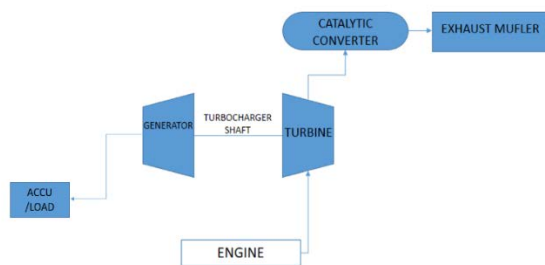 CATALYTIC
CONVERTER
EXHAUST MUFLER
GENERATOR
TURBOCHARGER
SHAFT
TURBINE
ACCU
/LOAD
ENGINE